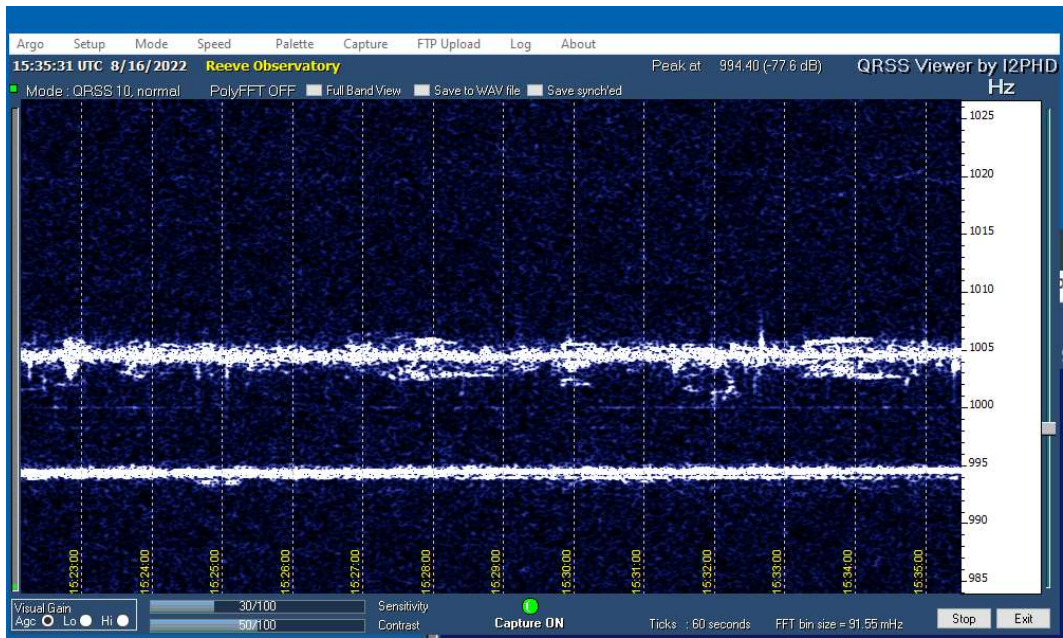 Argo Setup Mode Speed Palette Capture FTP Upload Log About
15:35:31 UTC 8/16/2022 Reeve Observatory Peak at 994.40 (-77.6 dB) QRSS Viewer by I2PHD
Mode : QRSS 10, normal PolyFFT OFF Full Band View Save to WAV file Save synch'ed Hz
1025
1020
1015
1010
1005
1000
995
990
985
15:23:00 15:24:00 15:25:00 15:26:00 15:27:00 15:28:00 15:29:00 15:30:00 15:31:00 15:32:00 15:33:00 15:34:00 15:35:00
Visual Gain 30/100 Sensitivity
Agc Lo Hi 50/100 Contrast Capture ON Ticks : 60 seconds FFT bin size = 91.55 mHz Stop Exit